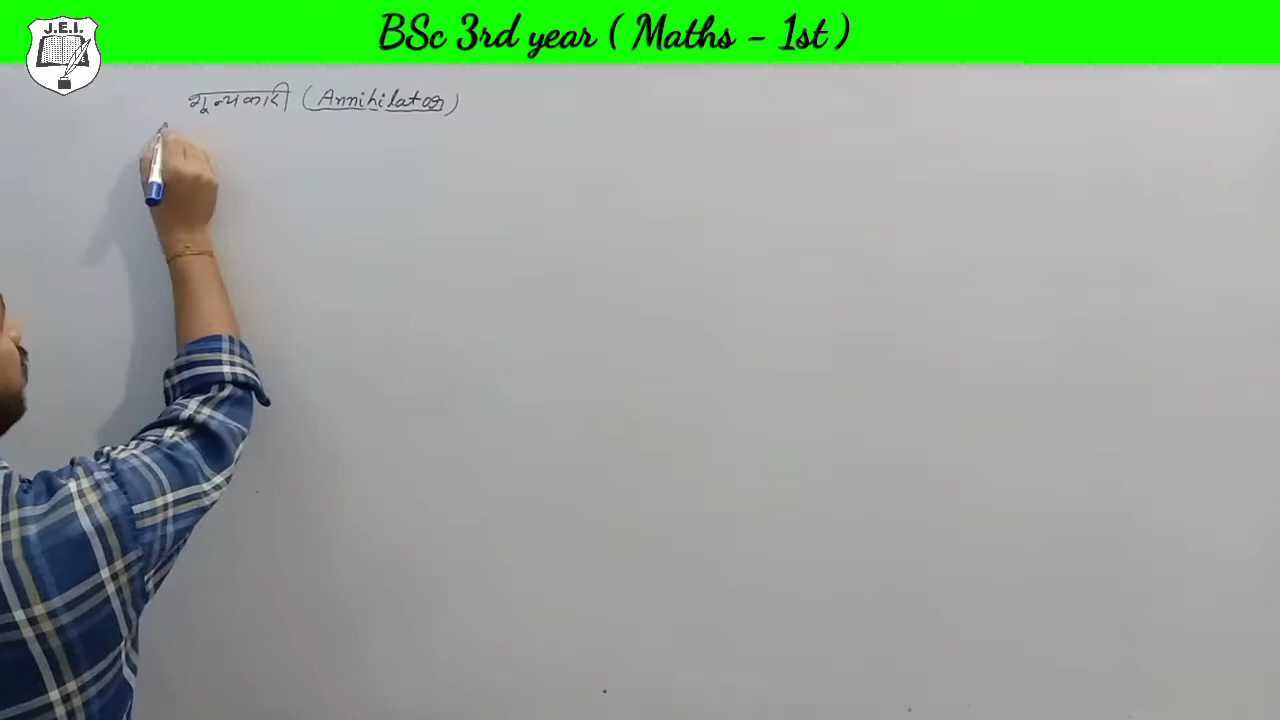 BSc 3rd year ( Maths - 1st )
J.E.I.
शून्यकारी (Annihilator)